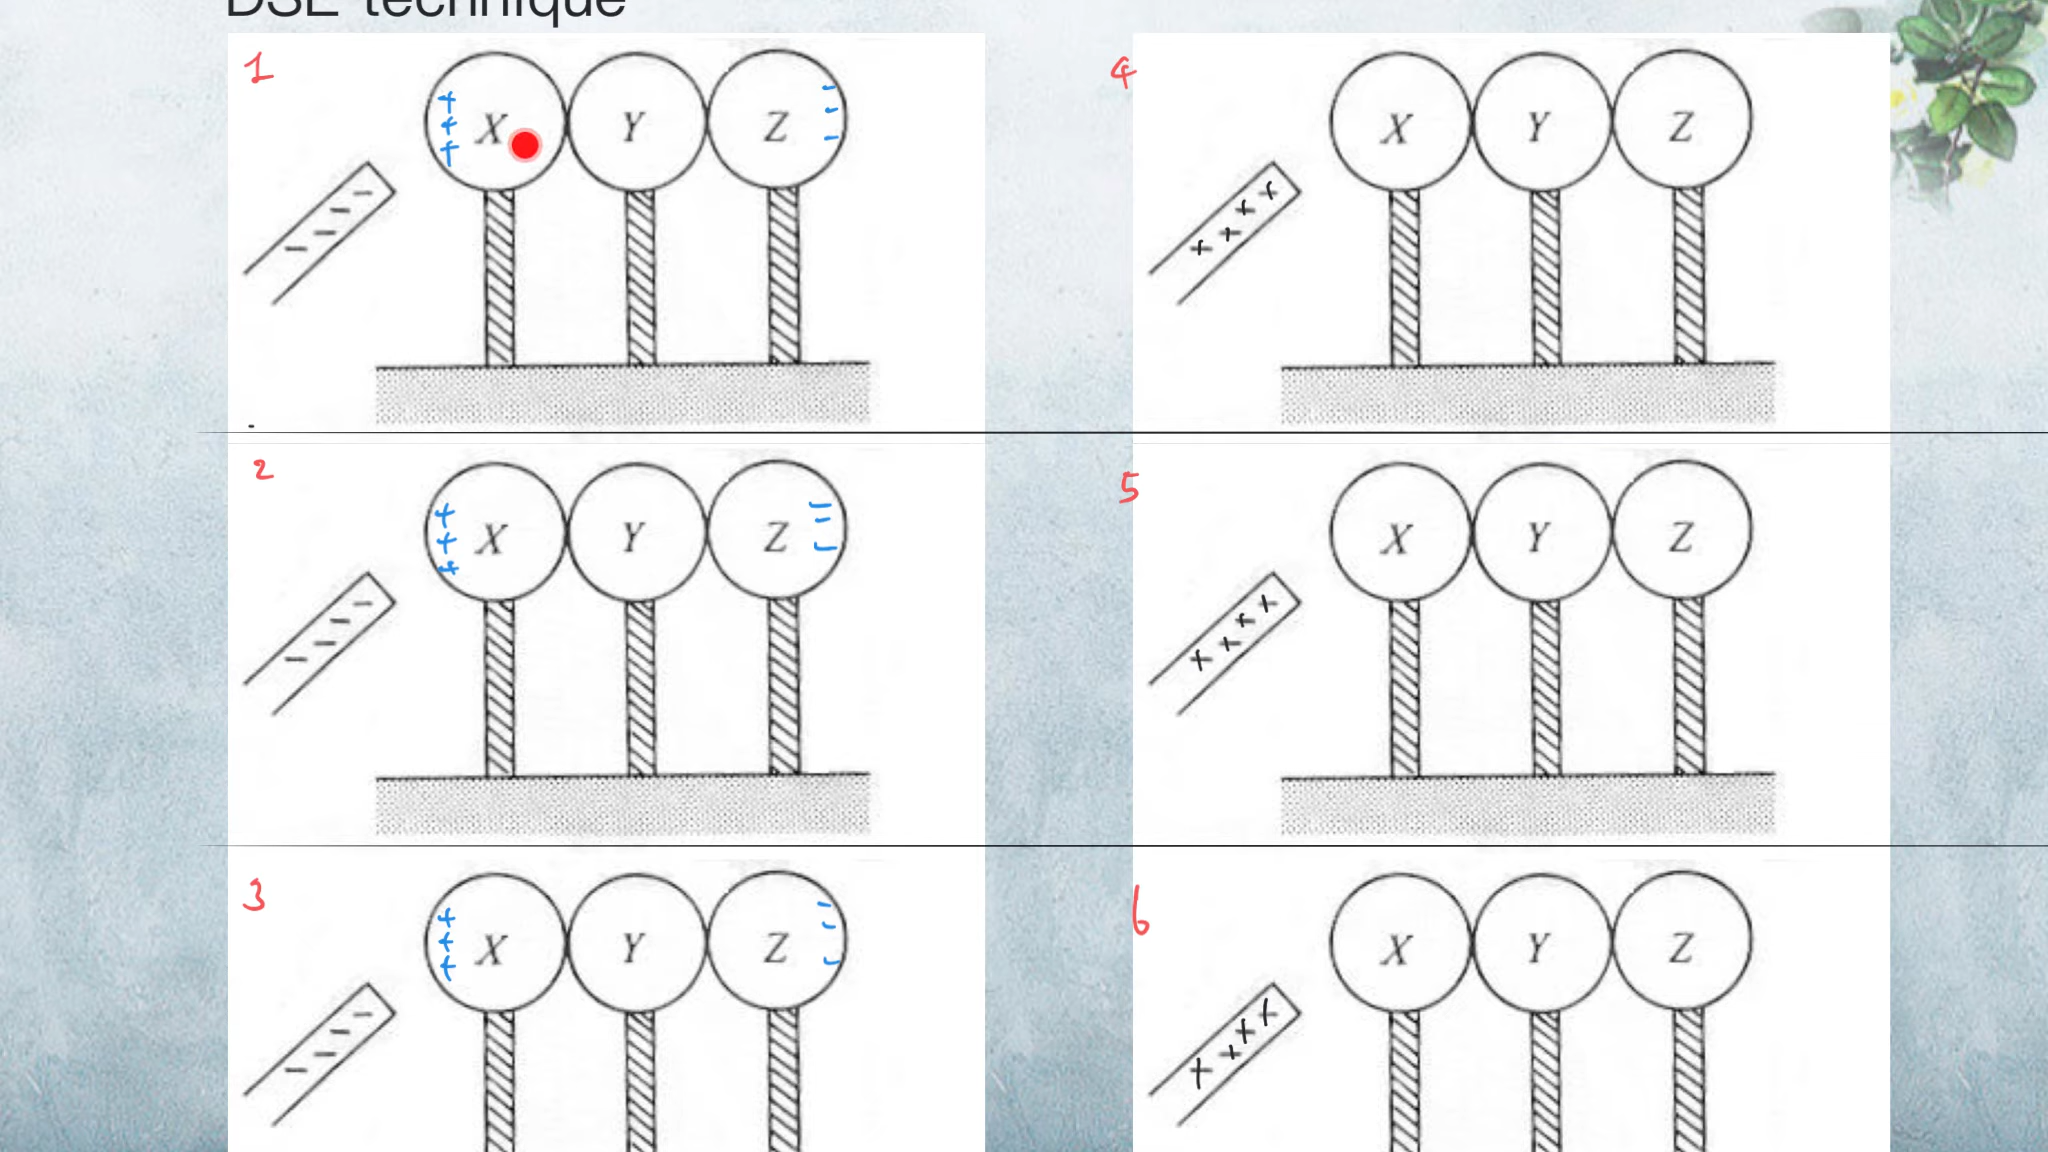 DSE technique
1
+ X Y Z -
+ -
+ -
- - - -
4
X Y Z
+ + + +
2
+ X Y Z -
+ -
+ -
- - - -
5
X Y Z
+ + + +
3
+ X Y Z -
+ -
+ -
- - - -
6
X Y Z
+ + + +